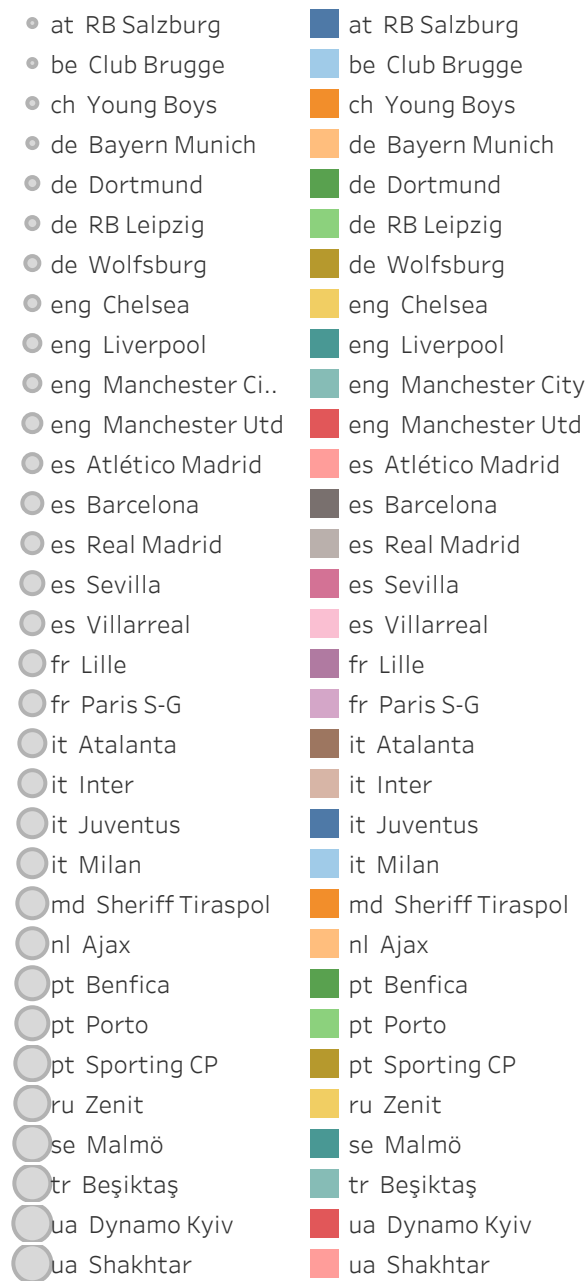 at RB Salzburg
be Club Brugge
ch Young Boys
de Bayern Munich
de Dortmund
de RB Leipzig
de Wolfsburg
eng Chelsea
eng Liverpool
eng Manchester Ci..
eng Manchester Utd
es Atlético Madrid
es Barcelona
es Real Madrid
es Sevilla
es Villarreal
fr Lille
fr Paris S-G
it Atalanta
it Inter
it Juventus
it Milan
md Sheriff Tiraspol
nl Ajax
pt Benfica
pt Porto
pt Sporting CP
ru Zenit
se Malmö
tr Beşiktaş
ua Dynamo Kyiv
ua Shakhtar
at RB Salzburg
be Club Brugge
ch Young Boys
de Bayern Munich
de Dortmund
de RB Leipzig
de Wolfsburg
eng Chelsea
eng Liverpool
eng Manchester City
eng Manchester Utd
es Atlético Madrid
es Barcelona
es Real Madrid
es Sevilla
es Villarreal
fr Lille
fr Paris S-G
it Atalanta
it Inter
it Juventus
it Milan
md Sheriff Tiraspol
nl Ajax
pt Benfica
pt Porto
pt Sporting CP
ru Zenit
se Malmö
tr Beşiktaş
ua Dynamo Kyiv
ua Shakhtar